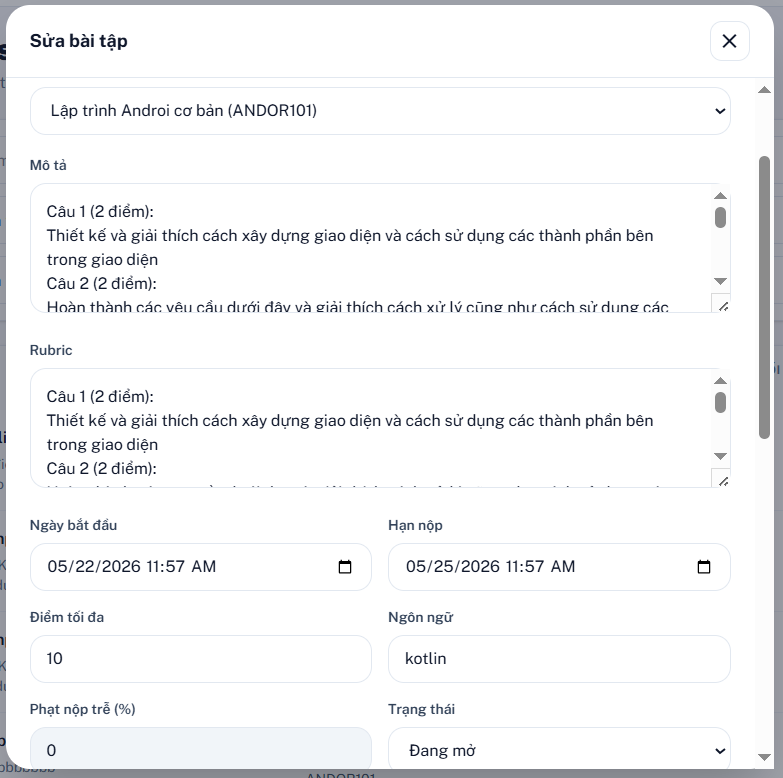 Sửa bài tập
Lập trình Androi cơ bản (ANDOR101)
Mô tả
Câu 1 (2 điểm):
Thiết kế và giải thích cách xây dựng giao diện và cách sử dụng các thành phần bên
trong giao diện
Câu 2 (2 điểm):
Hoàn thành các yêu cầu dưới đây và giải thích cách xử lý cũng như cách sử dụng các
Rubric
Câu 1 (2 điểm):
Thiết kế và giải thích cách xây dựng giao diện và cách sử dụng các thành phần bên
trong giao diện
Câu 2 (2 điểm):
Ngày bắt đầu
Hạn nộp
05/22/2026 11:57 AM
05/25/2026 11:57 AM
Điểm tối đa
Ngôn ngữ
10
kotlin
Phạt nộp trễ (%)
Trạng thái
0
Đang mở